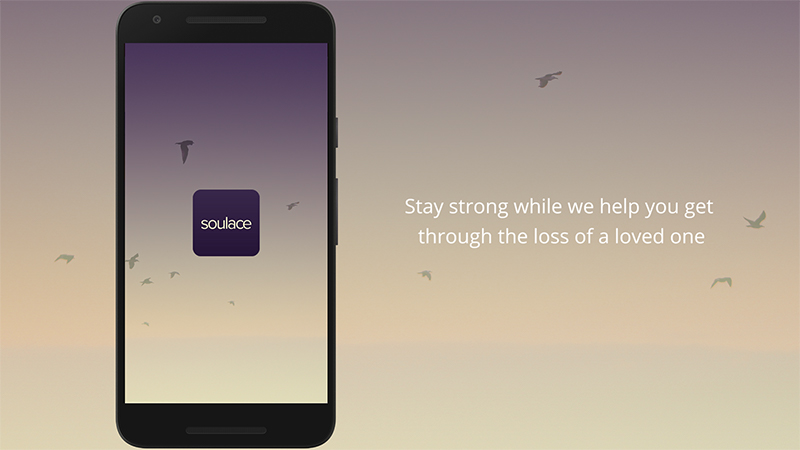 soulace
Stay strong while we help you get
through the loss of a loved one